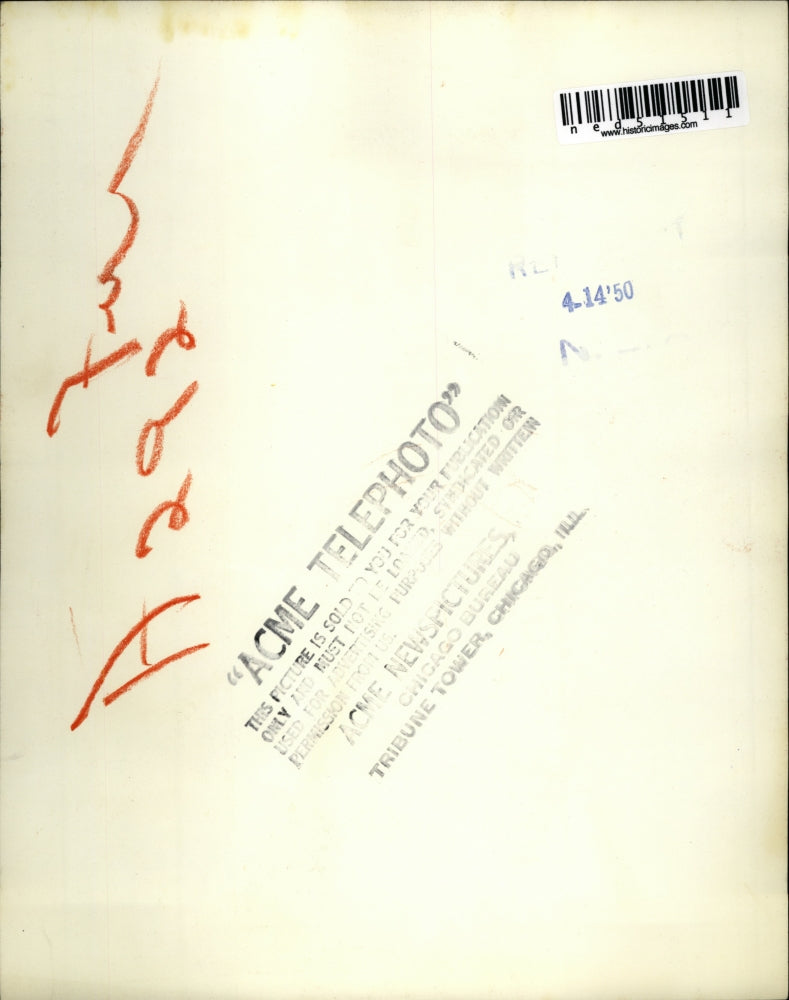 ned51511
www.historicimages.com
4-14'50
"ACME TELEPHOTO"
THIS PICTURE IS SOLD TO YOU FOR YOUR PUBLICATION
ONLY AND MUST NOT BE LOANED, SYNDICATED OR
USED FOR ADVERTISING PURPOSES WITHOUT WRITTEN
PERMISSION FROM US.
ACME NEWSPICTURES,
CHICAGO BUREAU
TRIBUNE TOWER, CHICAGO, ILL.